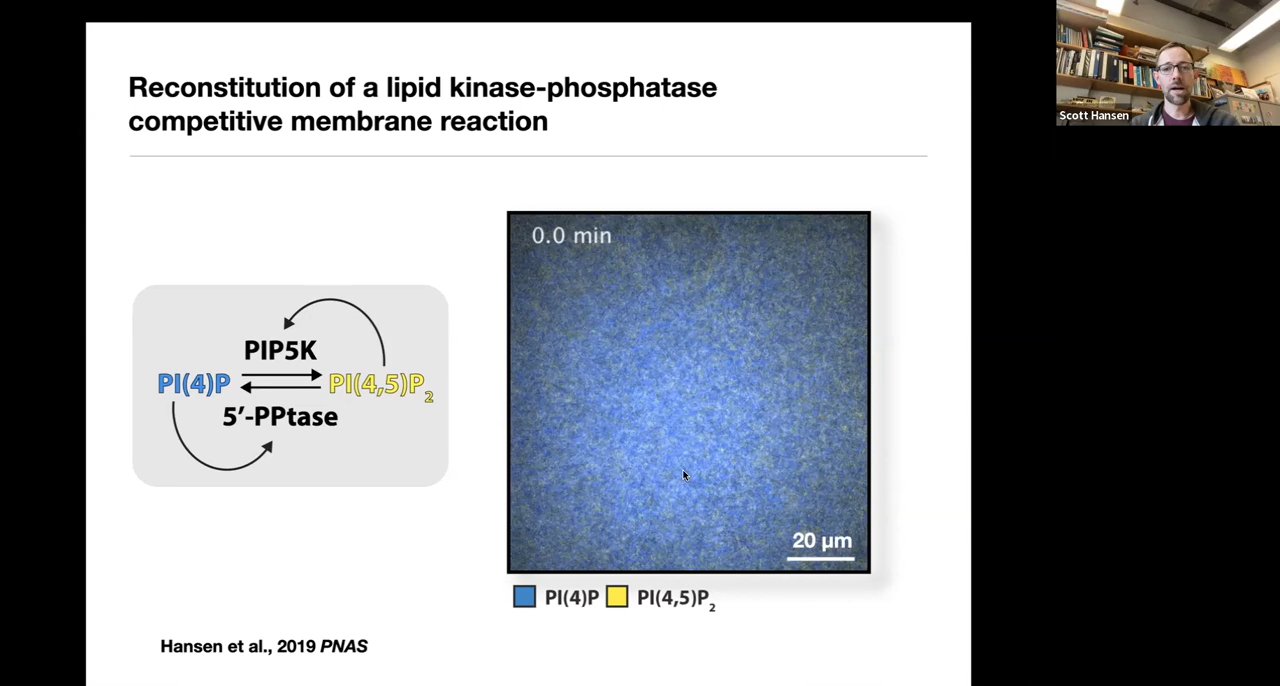 Reconstitution of a lipid kinase-phosphatase
competitive membrane reaction
Scott Hansen
0.0 min
PIP5K
PI(4)P
PI(4,5)P2
5′-PPtase
20 µm
PI(4)P
PI(4,5)P2
Hansen et al., 2019 PNAS